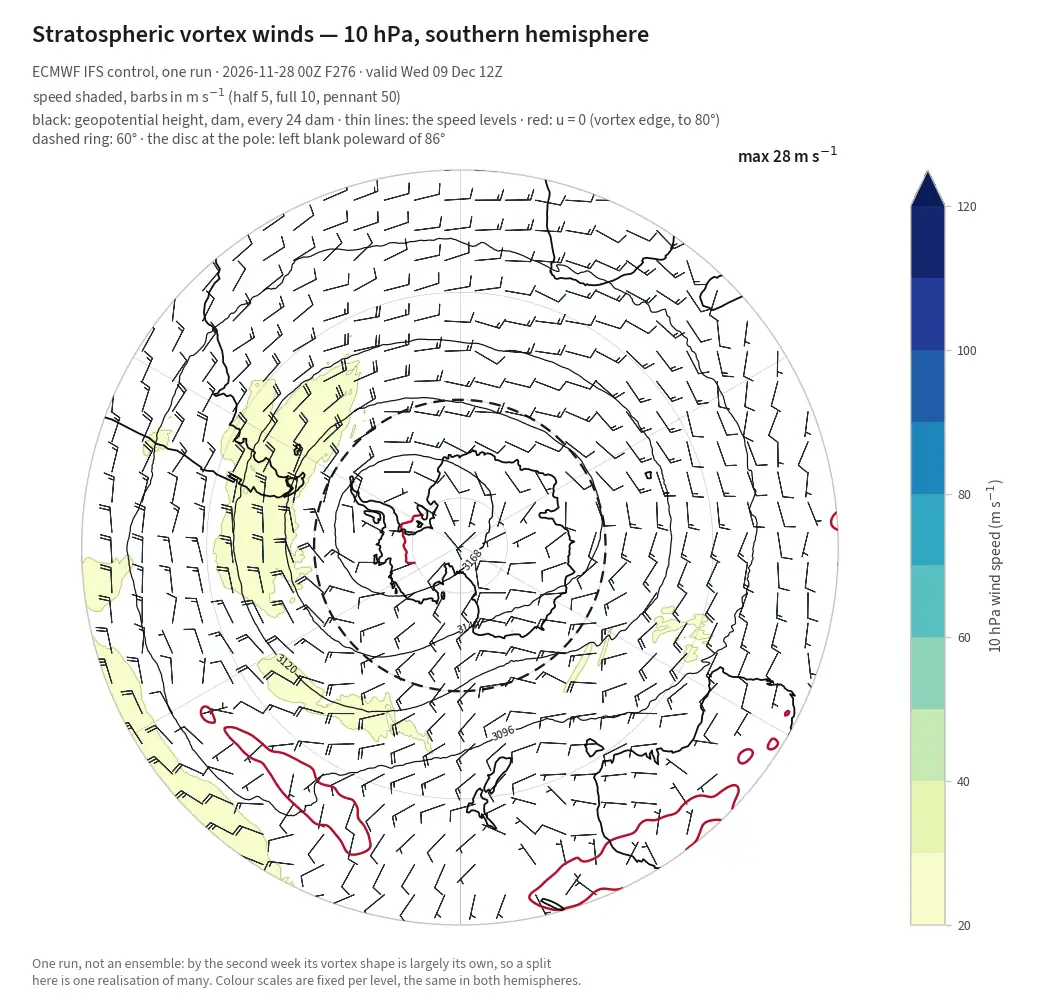 Stratospheric vortex winds — 10 hPa, southern hemisphere
ECMWF IFS control, one run · 2026-11-28 00Z F276 · valid Wed 09 Dec 12Z
speed shaded, barbs in m s⁻¹ (half 5, full 10, pennant 50)
black: geopotential height, dam, every 24 dam · thin lines: the speed levels · red: u = 0 (vortex edge, to 80°)
dashed ring: 60° · the disc at the pole: left blank poleward of 86°
max 28 m s⁻¹
120
100
80
60
40
20
10 hPa wind speed (m s⁻¹)
3168
3120
3096
One run, not an ensemble: by the second week its vortex shape is largely its own, so a split
here is one realisation of many. Colour scales are fixed per level, the same in both hemispheres.